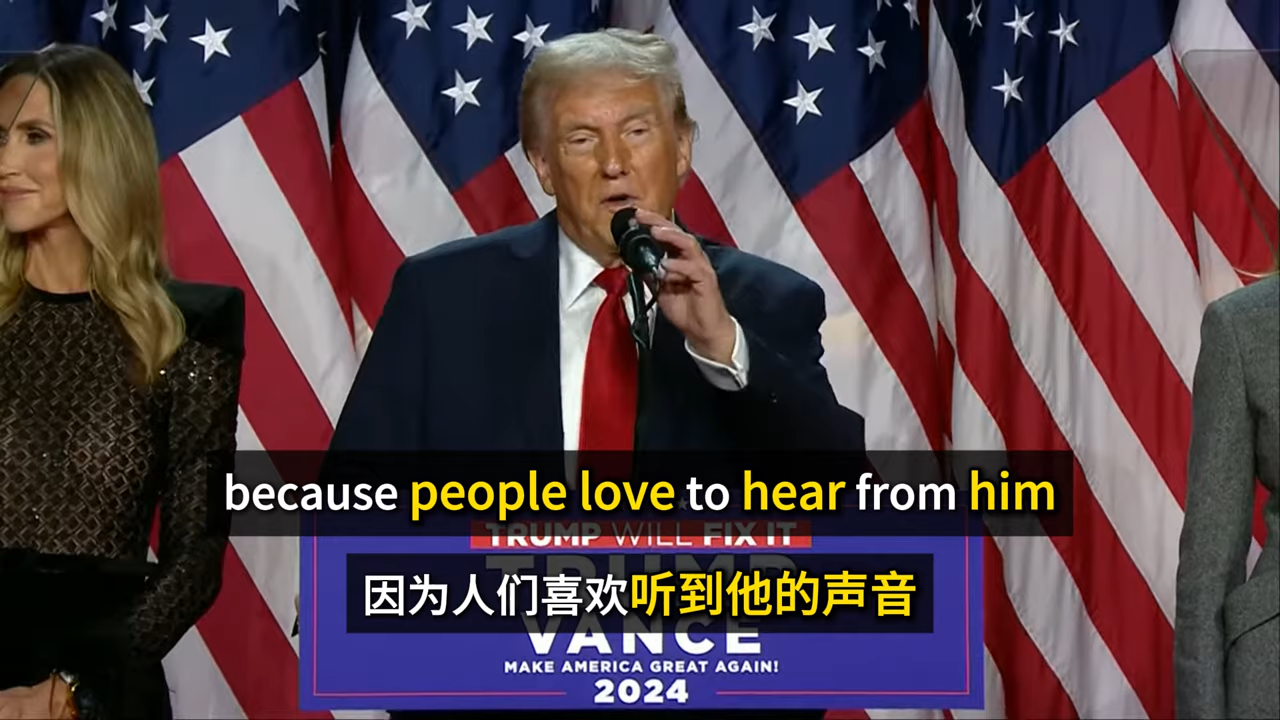 because people love to hear from him
TRUMP WILL FIX IT
因为人们喜欢听到他的声音
TRUMP
VANCE
MAKE AMERICA GREAT AGAIN!
2024